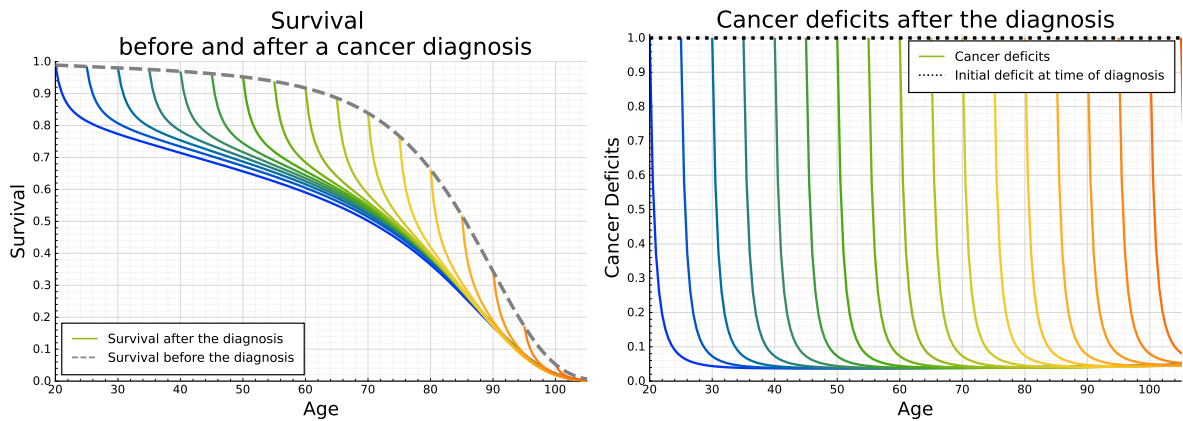 Survival
before and after a cancer diagnosis
Survival
1.0
0.9
0.8
0.7
0.6
0.5
0.4
0.3
0.2
0.1
0.0
Survival after the diagnosis
Survival before the diagnosis
20 30 40 50 60 70 80 90 100
Age
Cancer deficits after the diagnosis
Cancer Deficits
1.0
0.9
0.8
0.7
0.6
0.5
0.4
0.3
0.2
0.1
0.0
Cancer deficits
Initial deficit at time of diagnosis
20 30 40 50 60 70 80 90 100
Age